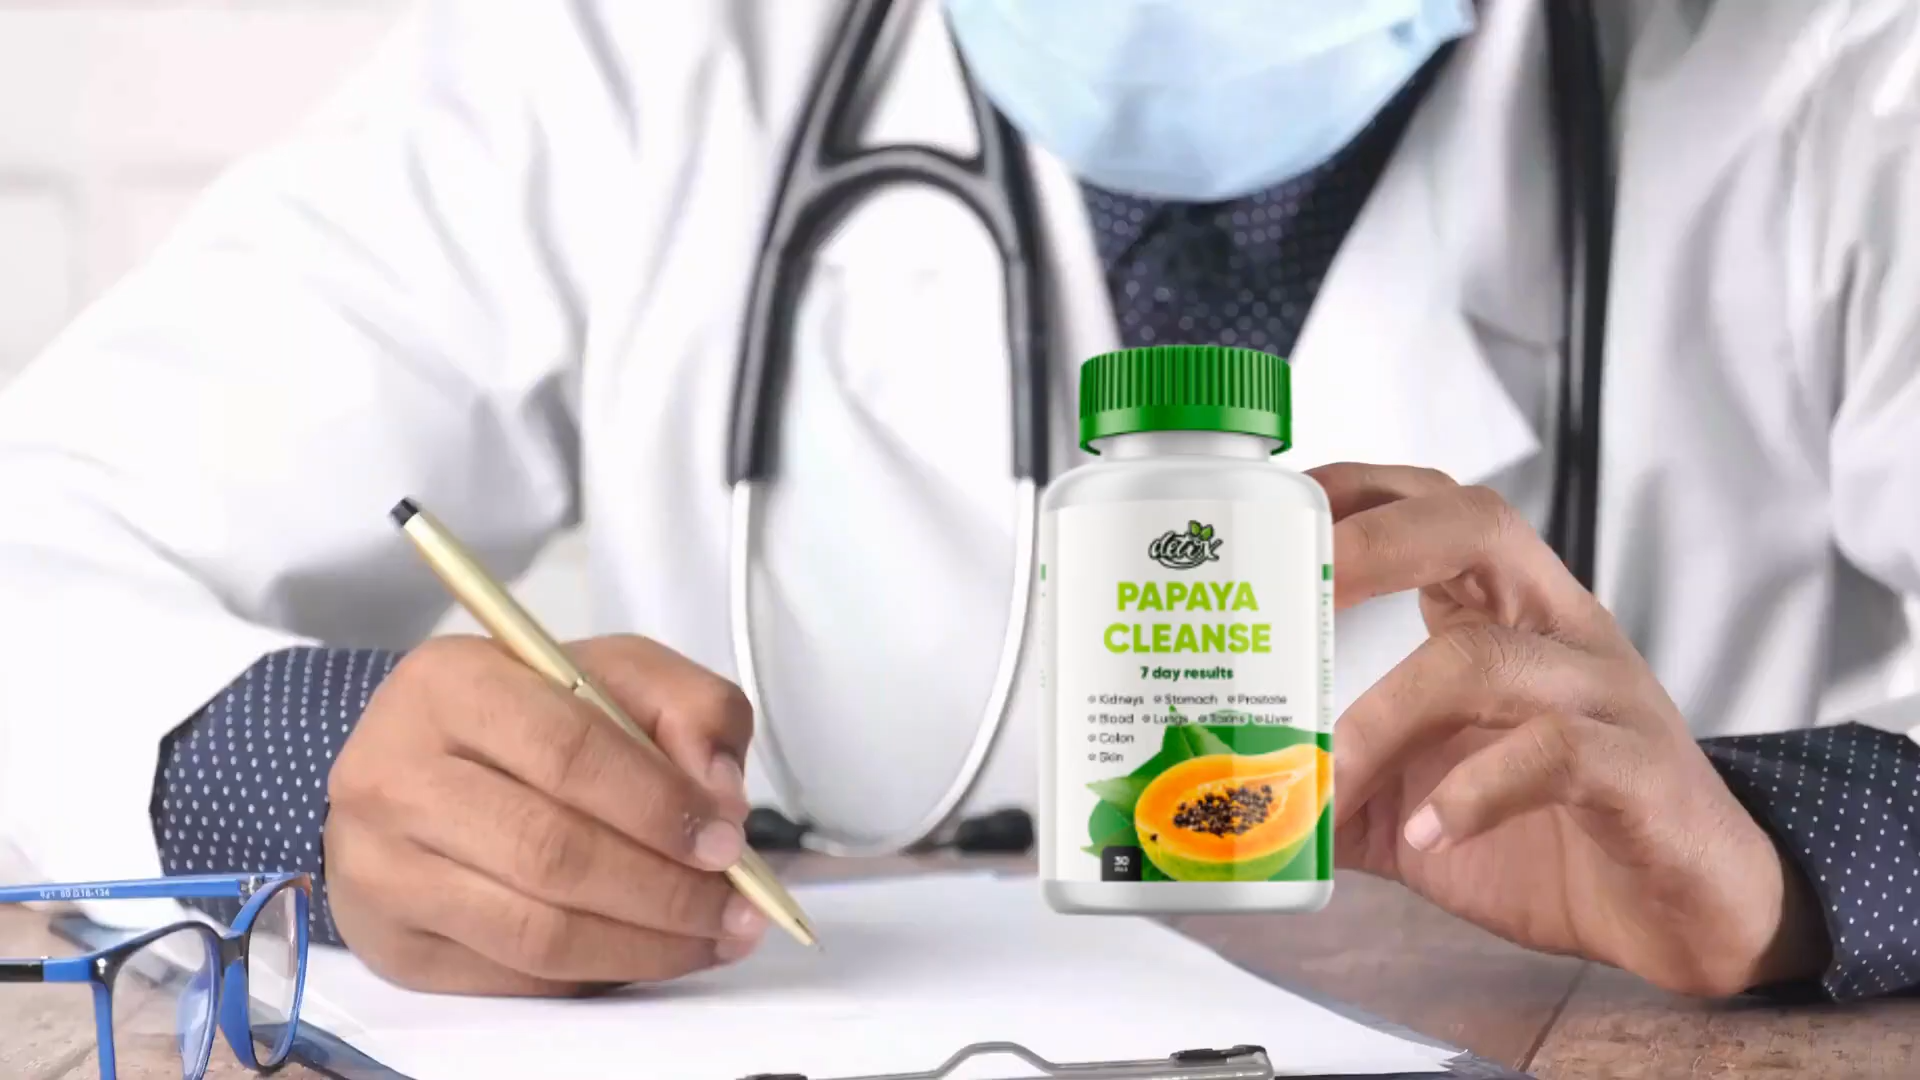 detox
PAPAYA
CLEANSE
7 day results
Kidneys Stomach Prostate
Blood Lungs Toxins Liver
Colon
Skin
30